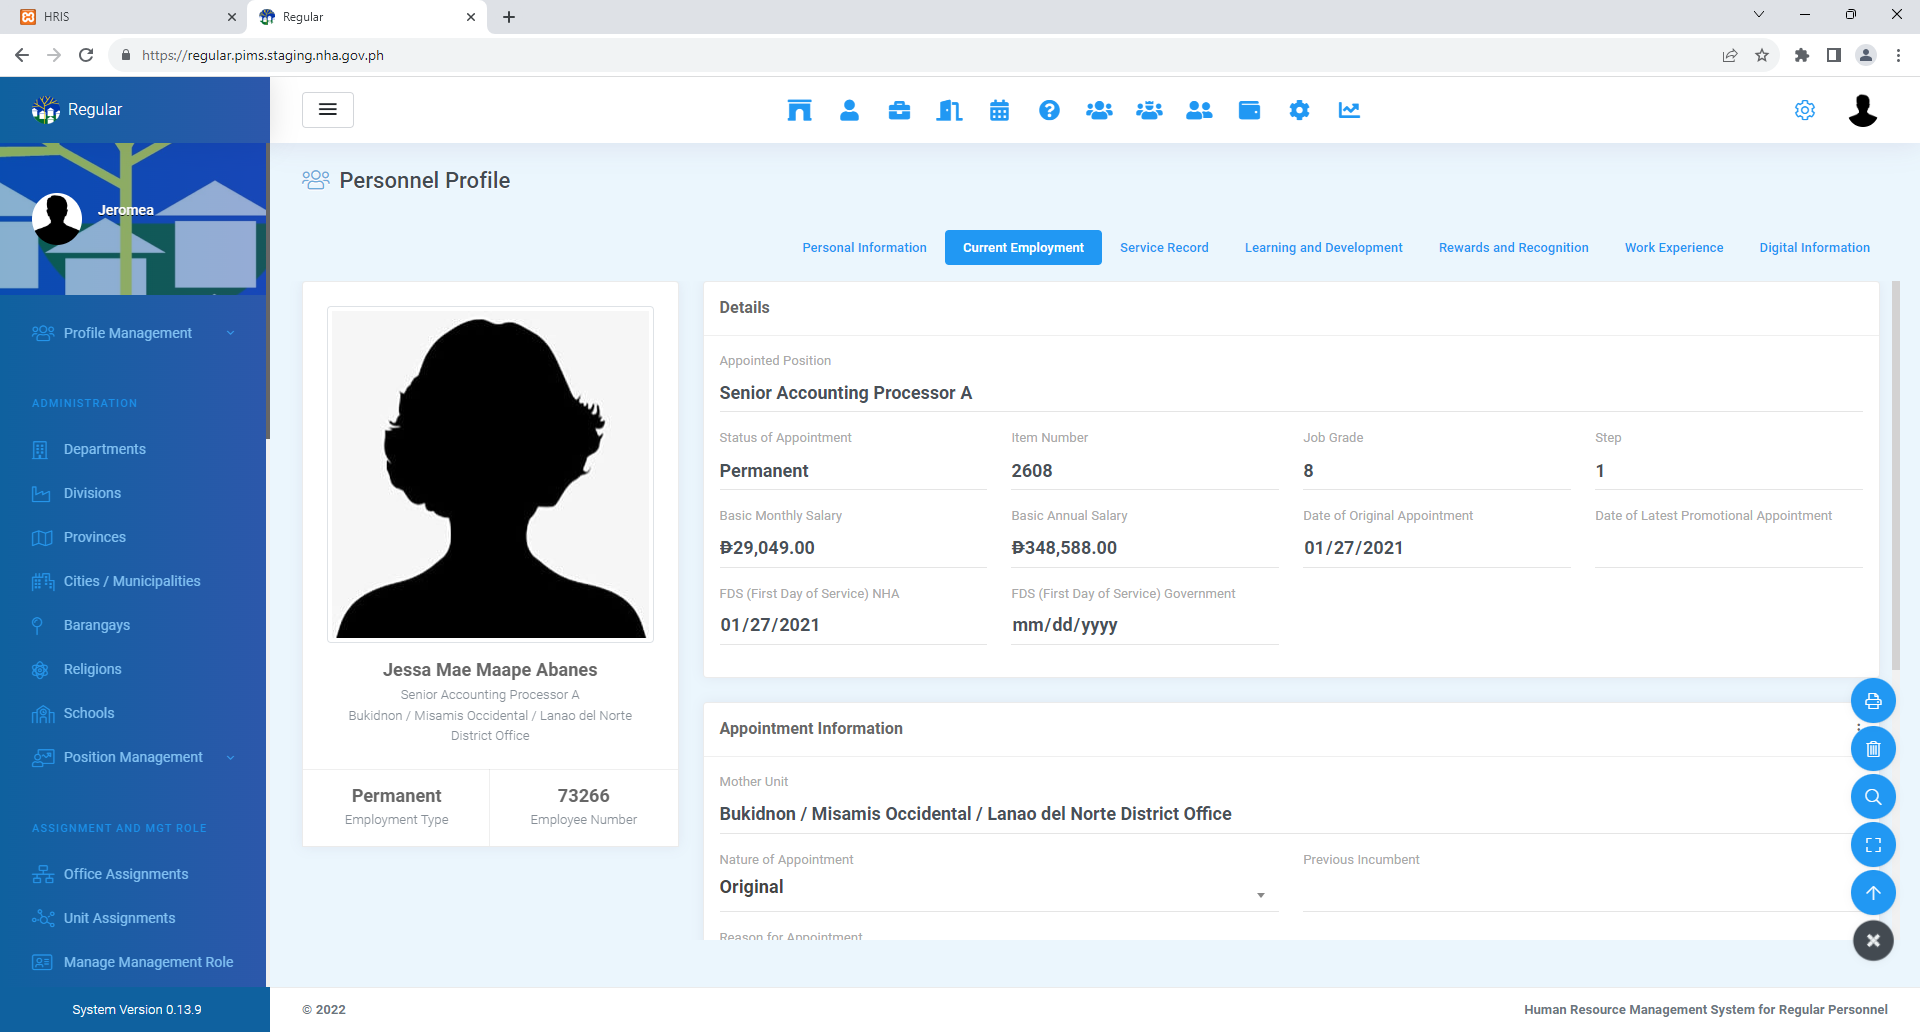 HRIS
Regular
https://regular.pims.staging.nha.gov.ph
Regular
Jeromea
Profile Management
ADMINISTRATION
Departments
Divisions
Provinces
Cities / Municipalities
Barangays
Religions
Schools
Position Management
ASSIGNMENT AND MGT ROLE
Office Assignments
Unit Assignments
Manage Management Role
System Version 0.13.9
Personnel Profile
Personal Information
Current Employment
Service Record
Learning and Development
Rewards and Recognition
Work Experience
Digital Information
Jessa Mae Maape Abanes
Senior Accounting Processor A
Bukidnon / Misamis Occidental / Lanao del Norte
District Office
Permanent
Employment Type
73266
Employee Number
Details
Appointed Position
Senior Accounting Processor A
Status of Appointment
Permanent
Item Number
2608
Job Grade
8
Step
1
Basic Monthly Salary
₱29,049.00
Basic Annual Salary
₱348,588.00
Date of Original Appointment
01/27/2021
Date of Latest Promotional Appointment
FDS (First Day of Service) NHA
01/27/2021
FDS (First Day of Service) Government
mm/dd/yyyy
Appointment Information
Mother Unit
Bukidnon / Misamis Occidental / Lanao del Norte District Office
Nature of Appointment
Original
Previous Incumbent
Reason for Appointment
© 2022
Human Resource Management System for Regular Personnel